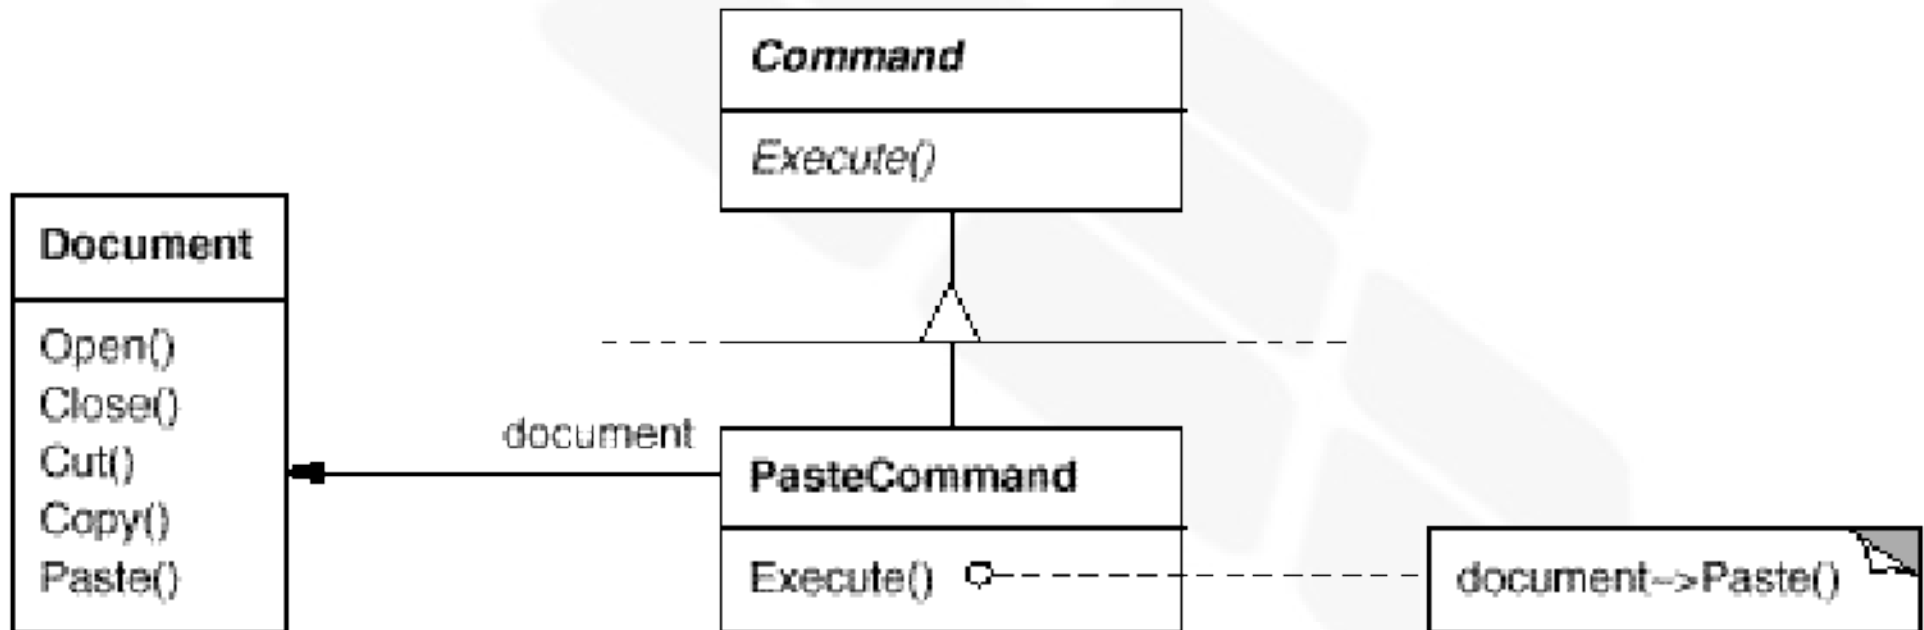 Command
Execute()
Document
Open()
Close()
Cut()
Copy()
Paste()
document
PasteCommand
Execute()
document->Paste()